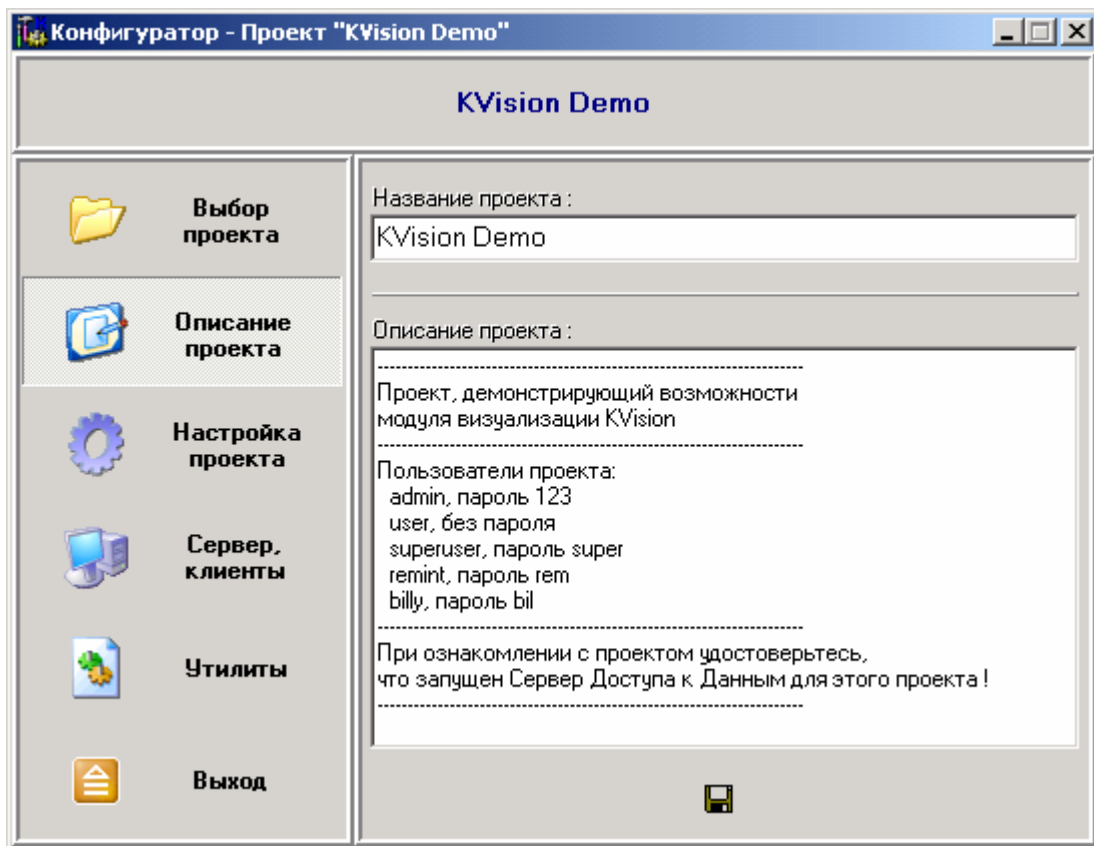 Конфигуратор - Проект "KVision Demo"
KVision Demo
Выбор
проекта
Описание
проекта
Настройка
проекта
Сервер,
клиенты
Утилиты
Выход
Название проекта :
KVision Demo
Описание проекта :
-----------------------------------------------------------------------
Проект, демонстрирующий возможности
модуля визуализации KVision
-----------------------------------------------------------------------
Пользователи проекта:
admin, пароль 123
user, без пароля
superuser, пароль super
remint, пароль rem
billy, пароль bil
-----------------------------------------------------------------------
При ознакомлении с проектом удостоверьтесь,
что запущен Сервер Доступа к Данным для этого проекта !
-----------------------------------------------------------------------